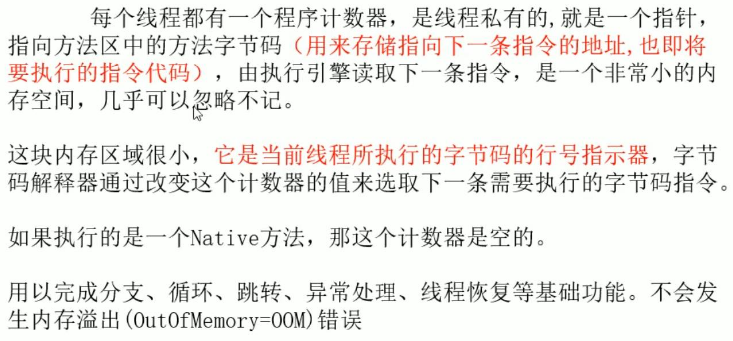 每个线程都有一个程序计数器，是线程私有的,就是一个指针，
指向方法区中的方法字节码（用来存储指向下一条指令的地址,也即将
要执行的指令代码），由执行引擎读取下一条指令，是一个非常小的内
存空间，几乎可以忽略不记。
这块内存区域很小，它是当前线程所执行的字节码的行号指示器，字节
码解释器通过改变这个计数器的值来选取下一条需要执行的字节码指令。
如果执行的是一个Native方法，那这个计数器是空的。
用以完成分支、循环、跳转、异常处理、线程恢复等基础功能。不会发
生内存溢出(OutOfMemory=OOM)错误